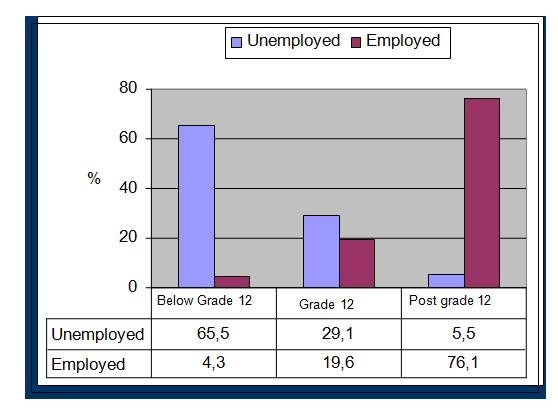 Unemployed Employed
80
60
%
40
20
0
Below Grade 12 Grade 12 Post grade 12
Unemployed 65,5 29,1 5,5
Employed 4,3 19,6 76,1